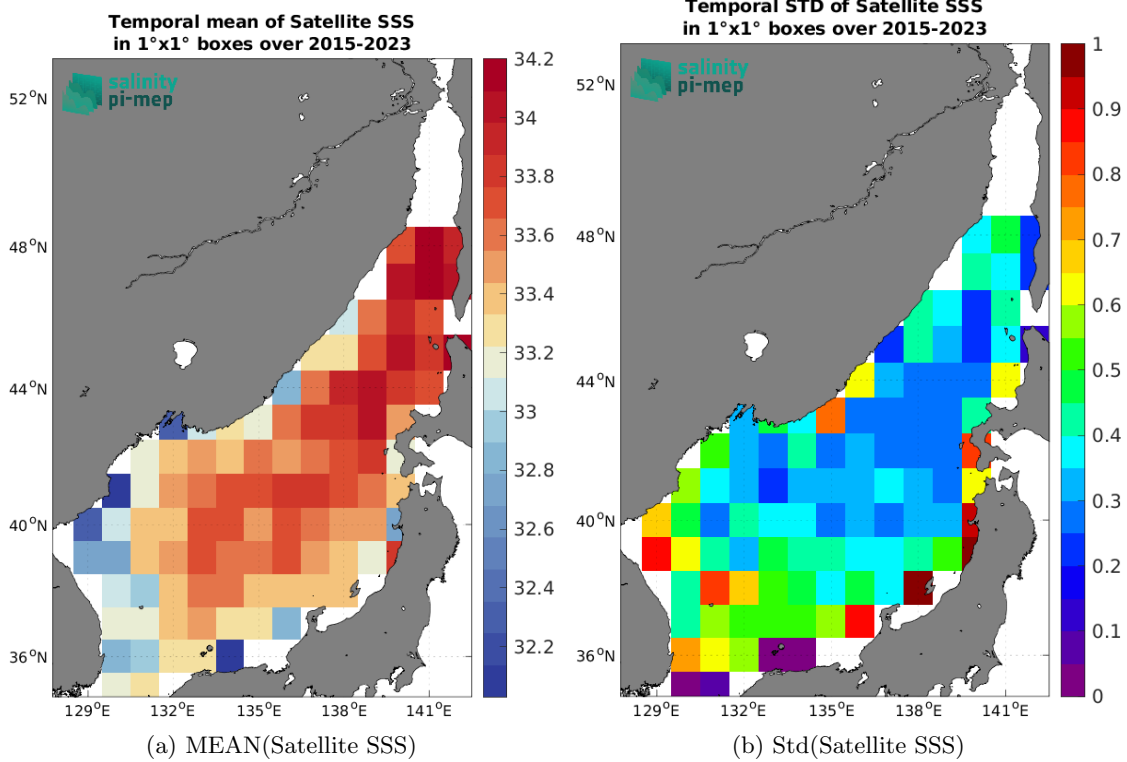 Temporal mean of Satellite SSS
in 1°x1° boxes over 2015-2023
salinity
pi-mep
52°N
48°N
44°N
40°N
36°N
129°E 132°E 135°E 138°E 141°E
34.2
34
33.8
33.6
33.4
33.2
33
32.8
32.6
32.4
32.2
(a) MEAN(Satellite SSS)
Temporal STD of Satellite SSS
in 1°x1° boxes over 2015-2023
salinity
pi-mep
52°N
48°N
44°N
40°N
36°N
129°E 132°E 135°E 138°E 141°E
1
0.9
0.8
0.7
0.6
0.5
0.4
0.3
0.2
0.1
0
(b) Std(Satellite SSS)